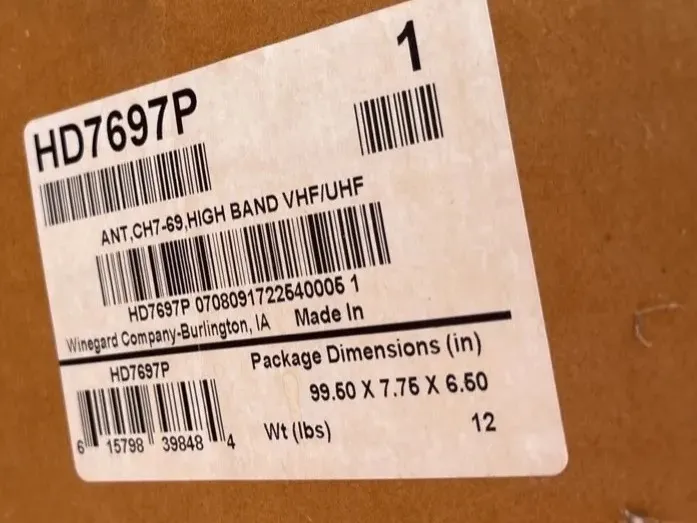 1
HD7697P
ANT,CH7-69,HIGH BAND VHF/UHF
HD7697P 0708091722540005 1
Winegard Company-Burlington, IA Made In
HD7697P
Package Dimensions (in)
99.50 X 7.75 X 6.50
6 15798 39848 4
Wt (lbs) 12